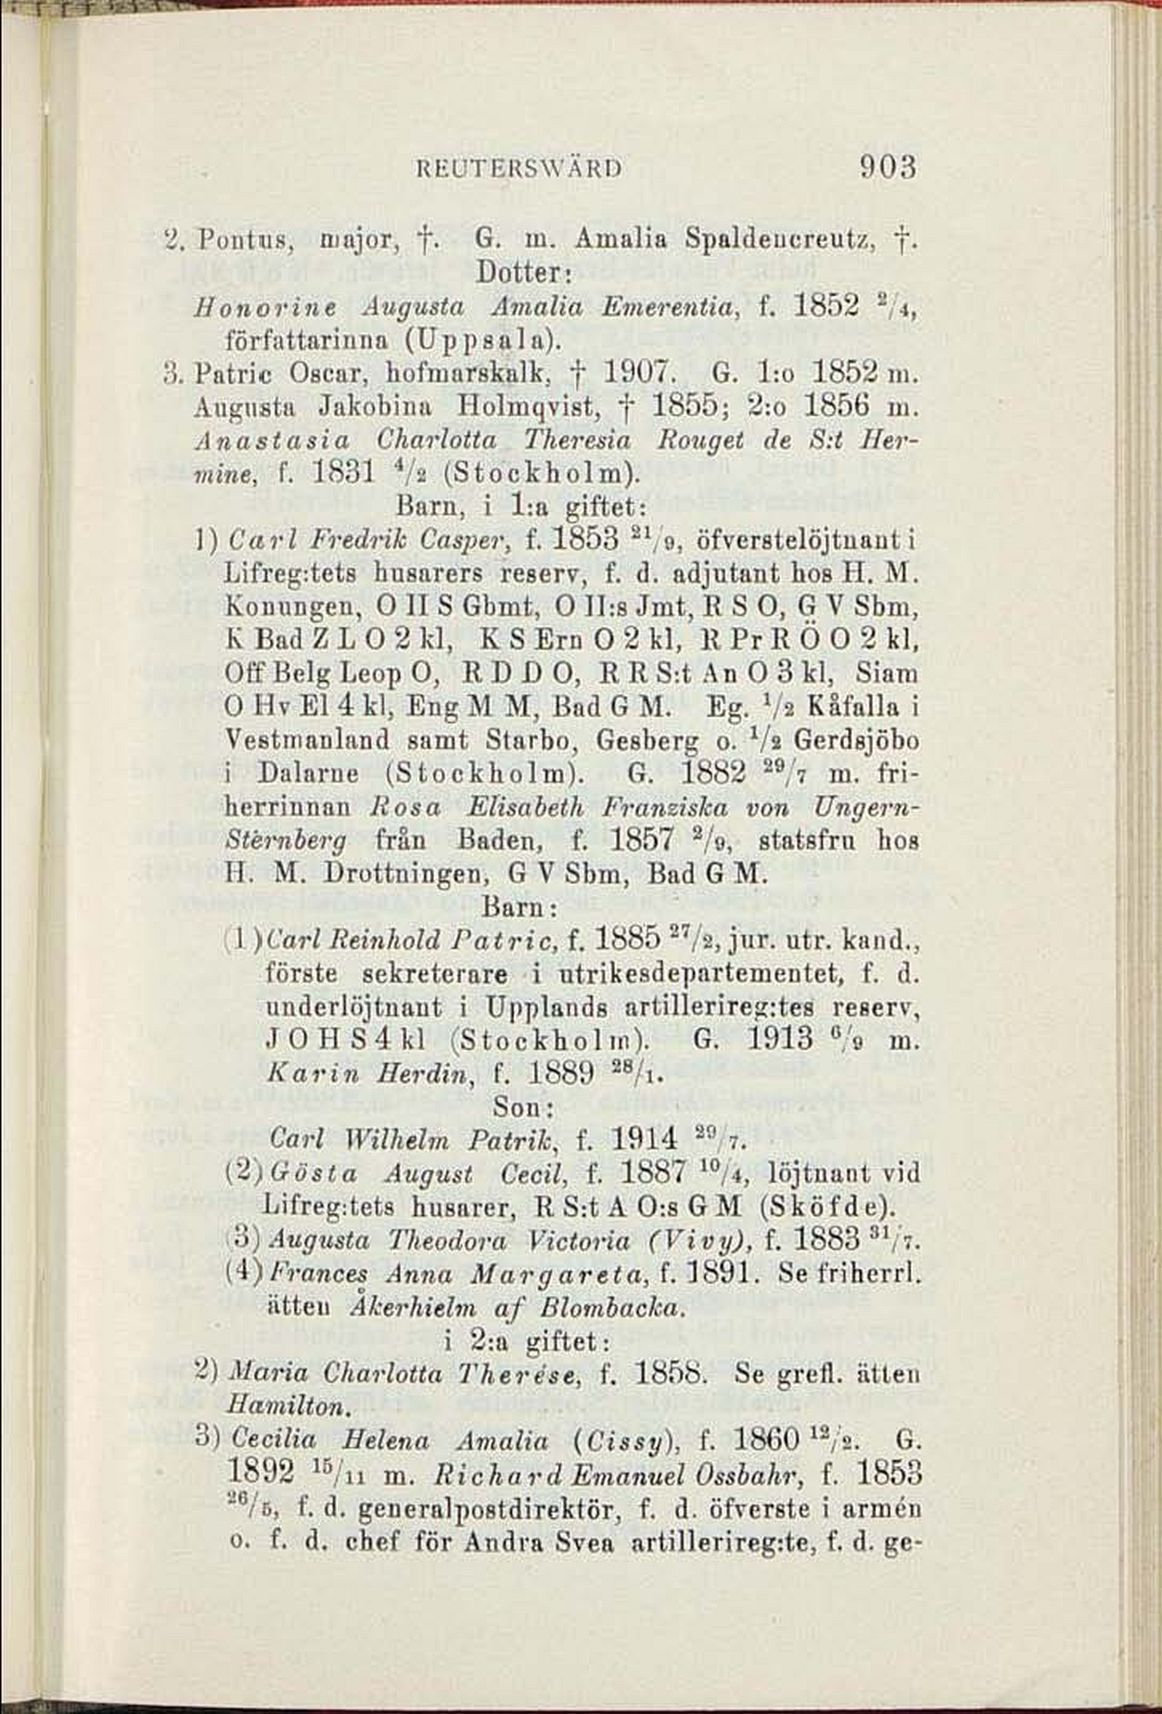 REUTERSWÄRD 903
2. Pontus, major, †. G. m. Amalia Spaldencreutz, †.
Dotter:
Honorine Augusta Amalia Emerentia, f. 1852 2/4,
författarinna (Uppsala).
3. Patric Oscar, hofmarskalk, † 1907. G. 1:o 1852 m.
Augusta Jakobina Holmqvist, † 1855; 2:o 1856 m.
Anastasia Charlotta Theresia Rouget de S:t Her-
mine, f. 1831 4/2 (Stockholm).
Barn, i 1:a giftet:
1) Carl Fredrik Casper, f. 1853 21/9, öfverstelöjtnant i
Lifreg:tets husarers reserv, f. d. adjutant hos H. M.
Konungen, O II S Gbmt, O II:s Jmt, R S O, G V Sbm,
K Bad Z L O 2 kl, K S Ern O 2 kl, R Pr R Ö O 2 kl,
Off Belg Leop O, R D D O, R R S:t An O 3 kl, Siam
O Hv El 4 kl, Eng M M, Bad G M. Eg. 1/2 Kåfalla i
Vestmanland samt Starbo, Gesberg o. 1/2 Gerdsjöbo
i Dalarne (Stockholm). G. 1882 29/7 m. fri-
herrinnan Rosa Elisabeth Franziska von Ungern-
Sternberg från Baden, f. 1857 2/9, statsfru hos
H. M. Drottningen, G V Sbm, Bad G M.
Barn:
(1) Carl Reinhold Patric, f. 1885 27/2, jur. utr. kand.,
förste sekreterare i utrikesdepartementet, f. d.
underlöjtnant i Upplands artillerireg:tes reserv,
J O H S 4 kl (Stockholm). G. 1913 6/9 m.
Karin Herdin, f. 1889 28/1.
Son:
Carl Wilhelm Patrik, f. 1914 29/7.
(2) Gösta August Cecil, f. 1887 10/4, löjtnant vid
Lifreg:tets husarer, R S:t A O:s G M (Sköfde).
(3) Augusta Theodora Victoria (Vivy), f. 1883 31/7.
(4) Frances Anna Margareta, f. 1891. Se friherrl.
ätten Åkerhielm af Blombacka.
i 2:a giftet:
2) Maria Charlotta Therése, f. 1858. Se grefl. ätten
Hamilton.
3) Cecilia Helena Amalia (Cissy), f. 1860 12/2. G.
1892 15/11 m. Richard Emanuel Ossbahr, f. 1853
26/5, f. d. generalpostdirektör, f. d. öfverste i armén
o. f. d. chef för Andra Svea artillerireg:te, f. d. ge-